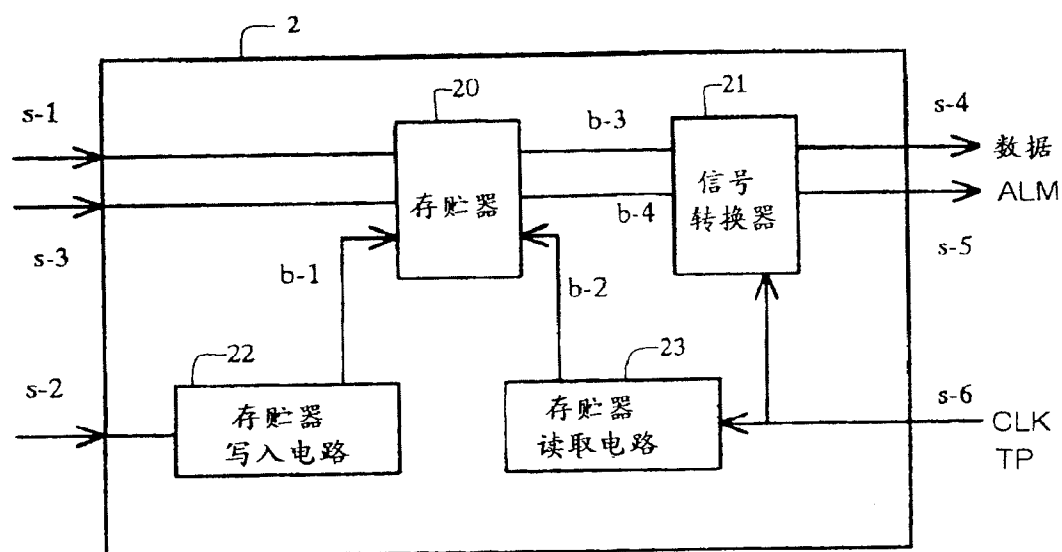 2
20
21
s-1
b-3
s-4
数据
存贮器
信号
转换器
b-4
ALM
s-3
s-5
b-1
b-2
22
23
s-2
存贮器
写入电路
存贮器
读取电路
s-6
CLK
TP